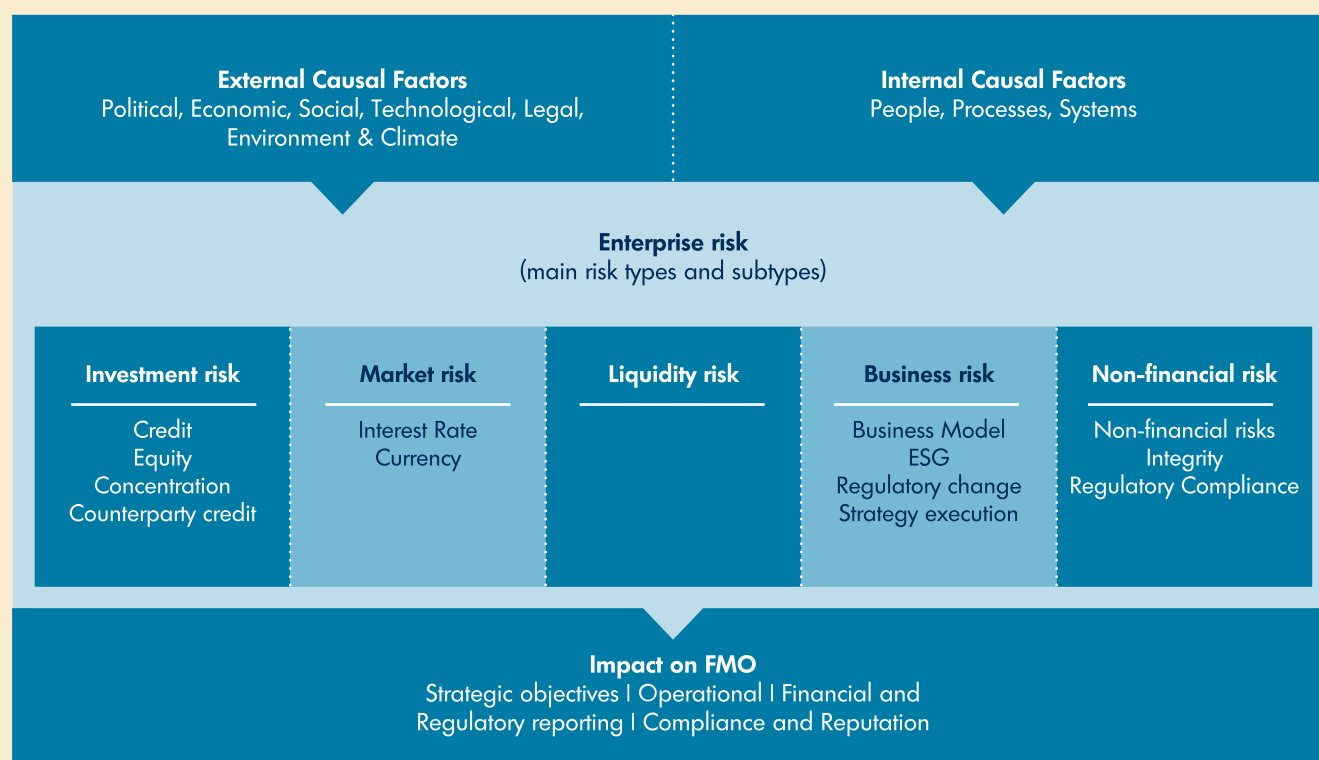 External Causal Factors
Political, Economic, Social, Technological, Legal,
Environment & Climate
Internal Causal Factors
People, Processes, Systems
Enterprise risk
(main risk types and subtypes)
Investment risk
Credit
Equity
Concentration
Counterparty credit
Market risk
Interest Rate
Currency
Liquidity risk
Business risk
Business Model
ESG
Regulatory change
Strategy execution
Non-financial risk
Non-financial risks
Integrity
Regulatory Compliance
Impact on FMO
Strategic objectives | Operational | Financial and
Regulatory reporting | Compliance and Reputation